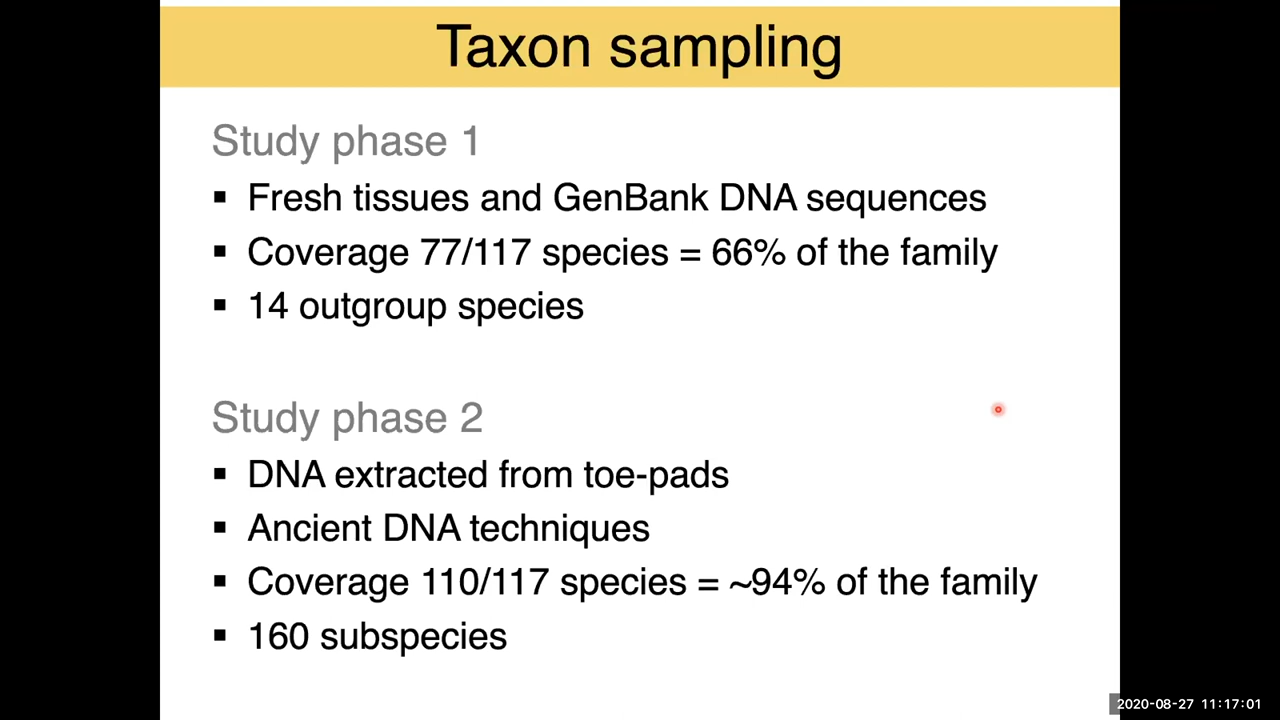 Taxon sampling
Study phase 1
▪ Fresh tissues and GenBank DNA sequences
▪ Coverage 77/117 species = 66% of the family
▪ 14 outgroup species
Study phase 2
▪ DNA extracted from toe-pads
▪ Ancient DNA techniques
▪ Coverage 110/117 species = ~94% of the family
▪ 160 subspecies
2020-08-27 11:17:01